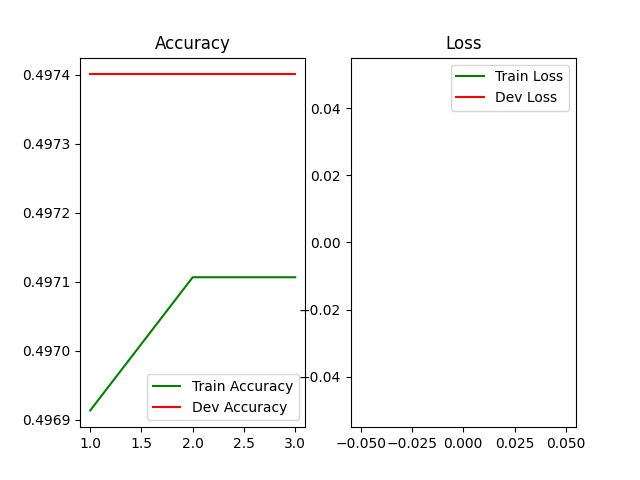 Accuracy
0.4974
0.4973
0.4972
0.4971
0.4970
0.4969
1.0 1.5 2.0 2.5 3.0
Train Accuracy
Dev Accuracy
Loss
0.04
0.02
0.00
−0.02
−0.04
−0.050 −0.025 0.000 0.025 0.050
Train Loss
Dev Loss